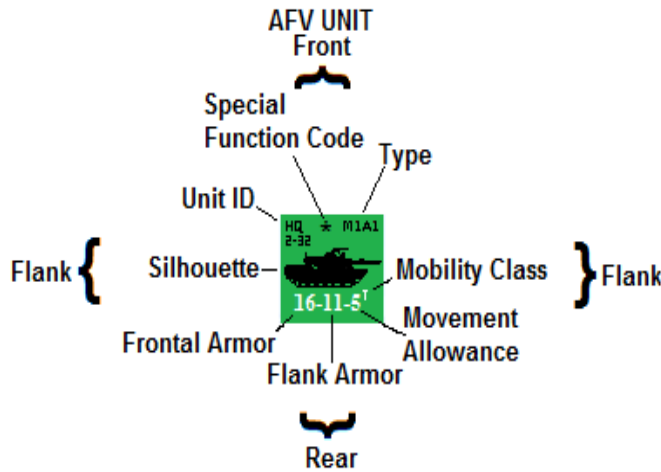 AFV UNIT
Front
Special
Function Code
Type
Unit ID
HQ * M1A1
2-32
Flank
Silhouette
Mobility Class
Flank
16-11-5T
Frontal Armor
Movement
Allowance
Flank Armor
Rear